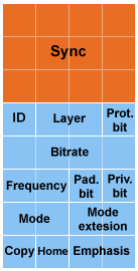 Sync
ID Layer Prot. bit
Bitrate
Frequency Pad. bit Priv. bit
Mode Mode extesion
Copy Home Emphasis